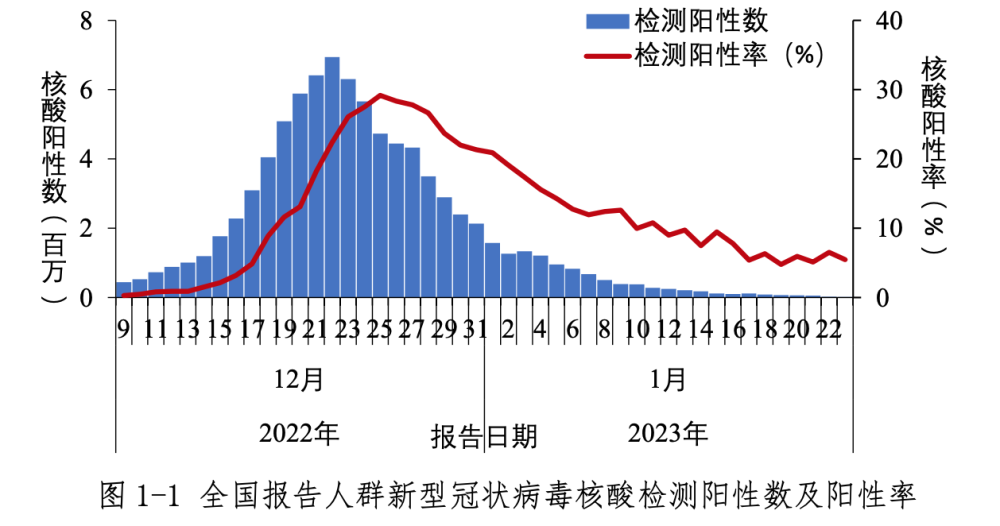 检测阳性数
检测阳性率（%）
核酸阳性数（百万）
8
6
4
2
0
核酸阳性率（%）
40
30
20
10
0
9 11 13 15 17 19 21 23 25 27 29 31 2 4 6 8 10 12 14 16 18 20 22
12月 1月
2022年 报告日期 2023年
图 1-1 全国报告人群新型冠状病毒核酸检测阳性数及阳性率